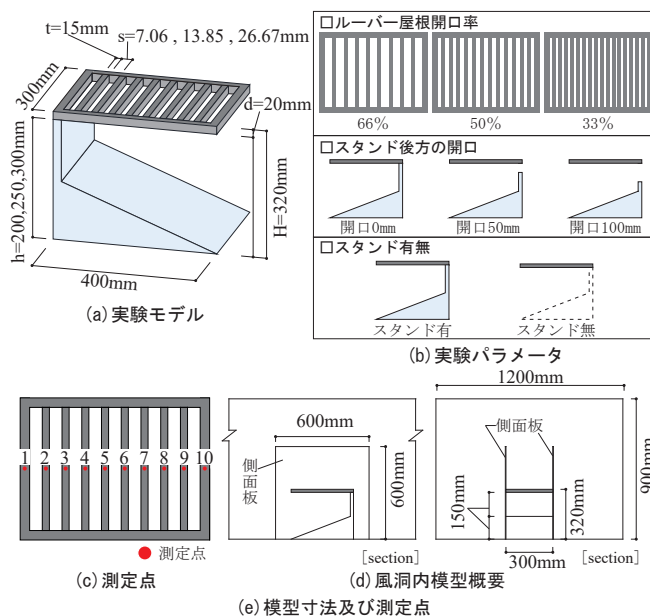 t=15mm
s=7.06 , 13.85 , 26.67mm
300mm
d=20mm
h=200,250,300mm
H=320mm
400mm
(a)実験モデル
□ルーバー屋根開口率
66%
50%
33%
□スタンド後方の開口
開口0mm
開口50mm
開口100mm
□スタンド有無
スタンド有
スタンド無
(b)実験パラメータ
1 2 3 4 5 6 7 8 9 10
測定点
(c)測定点
600mm
側面板
600mm
[section]
1200mm
側面板
900mm
150mm
320mm
300mm
[section]
(d)風洞内模型概要
(e)模型寸法及び測定点